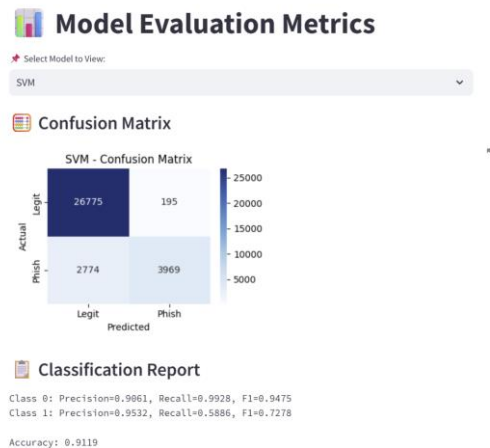 Model Evaluation Metrics
Select Model to View:
SVM
Confusion Matrix
SVM - Confusion Matrix
Actual
Legit
Phish
26775 195
2774 3969
Legit Phish
Predicted
25000
20000
15000
10000
5000
Classification Report
Class 0: Precision=0.9061, Recall=0.9928, F1=0.9475
Class 1: Precision=0.9532, Recall=0.5886, F1=0.7278
Accuracy: 0.9119